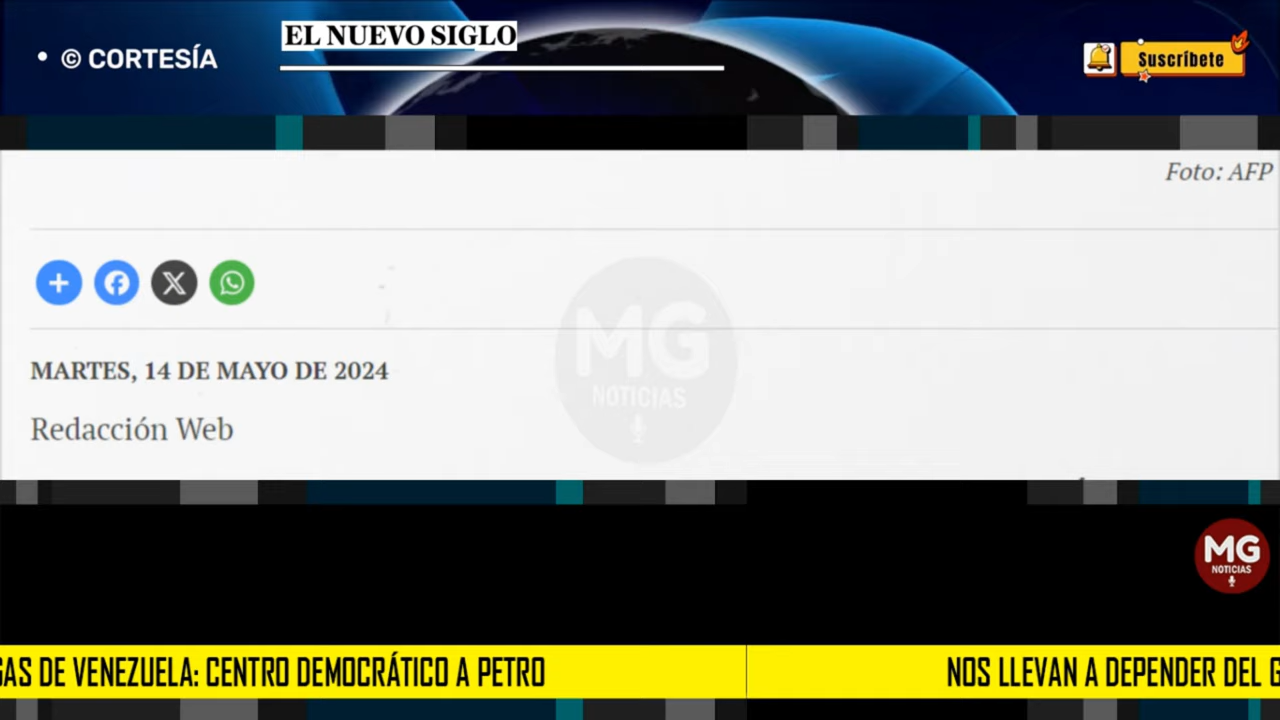 • © CORTESÍA
EL NUEVO SIGLO
Suscríbete
Foto: AFP
MG
NOTICIAS
MARTES, 14 DE MAYO DE 2024
Redacción Web
MG
NOTICIAS
DE VENEZUELA: CENTRO DEMOCRÁTICO A PETRO
NOS LLEVAN A DEPENDER DEL